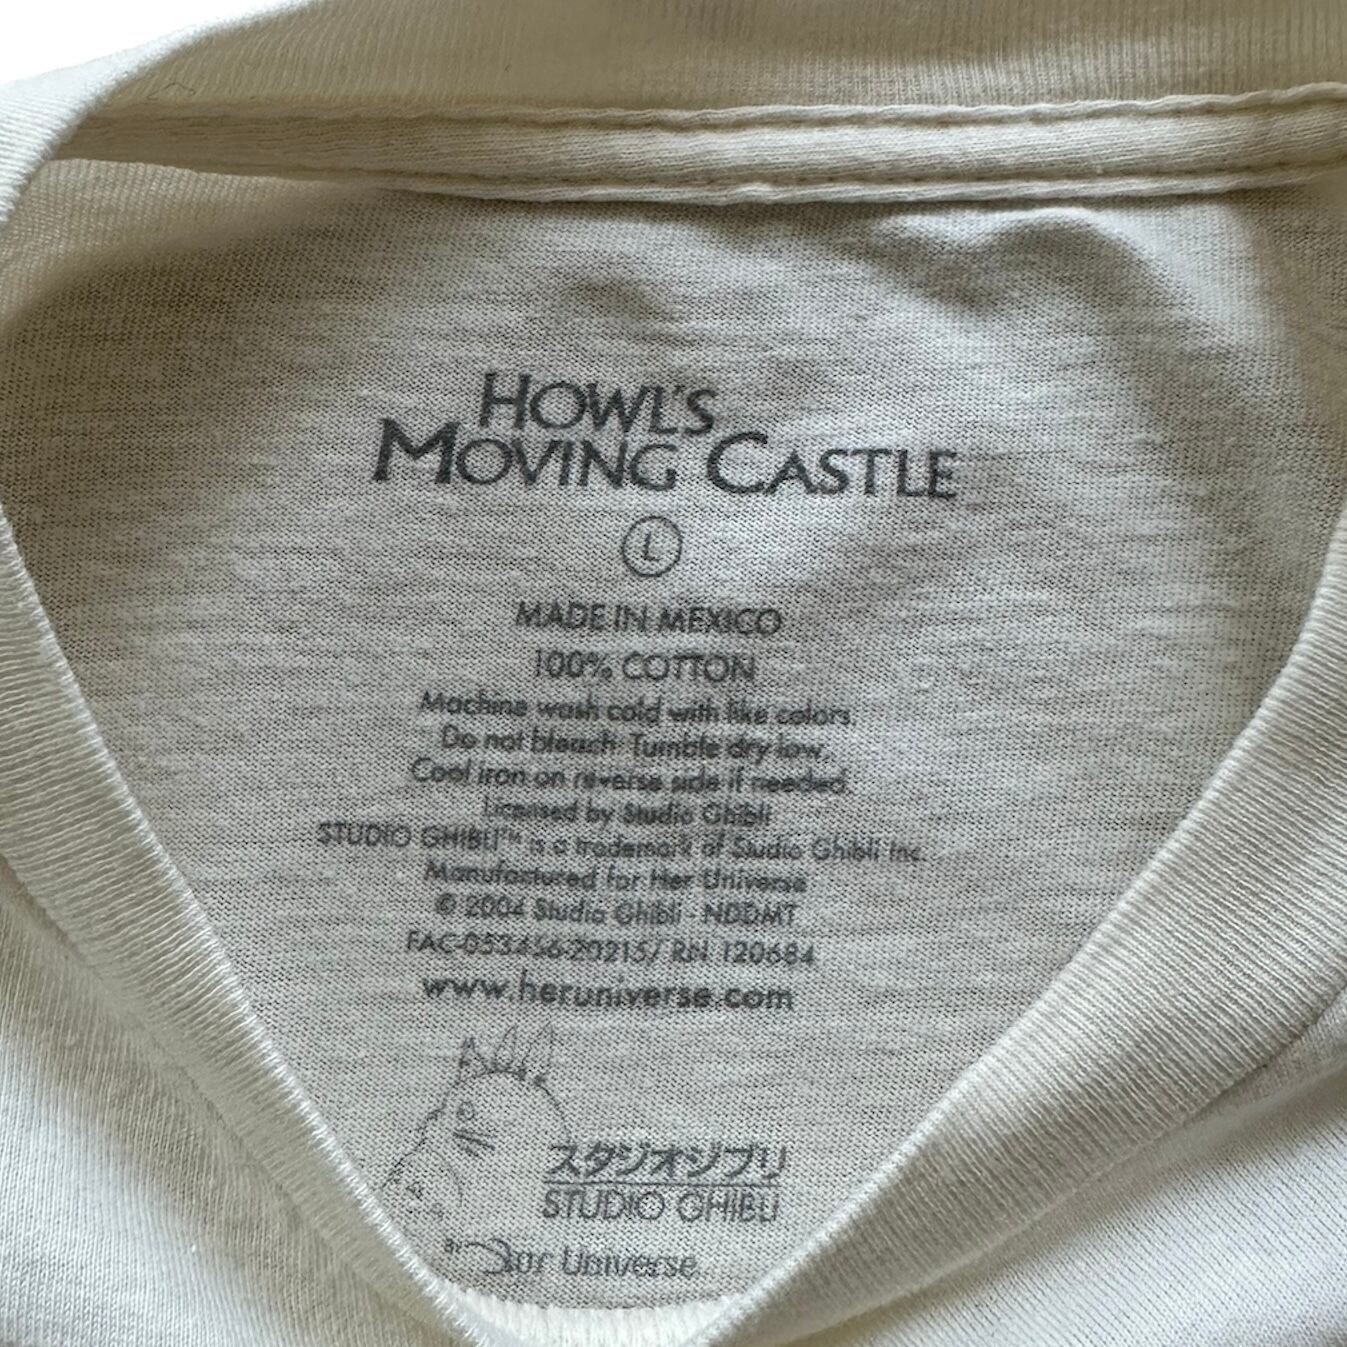 HOWL'S
MOVING CASTLE
L
MADE IN MEXICO
100% COTTON
Machine wash cold with like colors.
Do not bleach. Tumble dry low.
Cool iron on reverse side if needed.
Licensed by Studio Ghibli
STUDIO GHIBLI™ is a trademark of Studio Ghibli Inc.
Manufactured for Her Universe
© 2004 Studio Ghibli - NDDMT
FAC-053456-20215/ RN 120684
www.heruniverse.com
スタジオジブリ
STUDIO GHIBLI
BY Her Universe